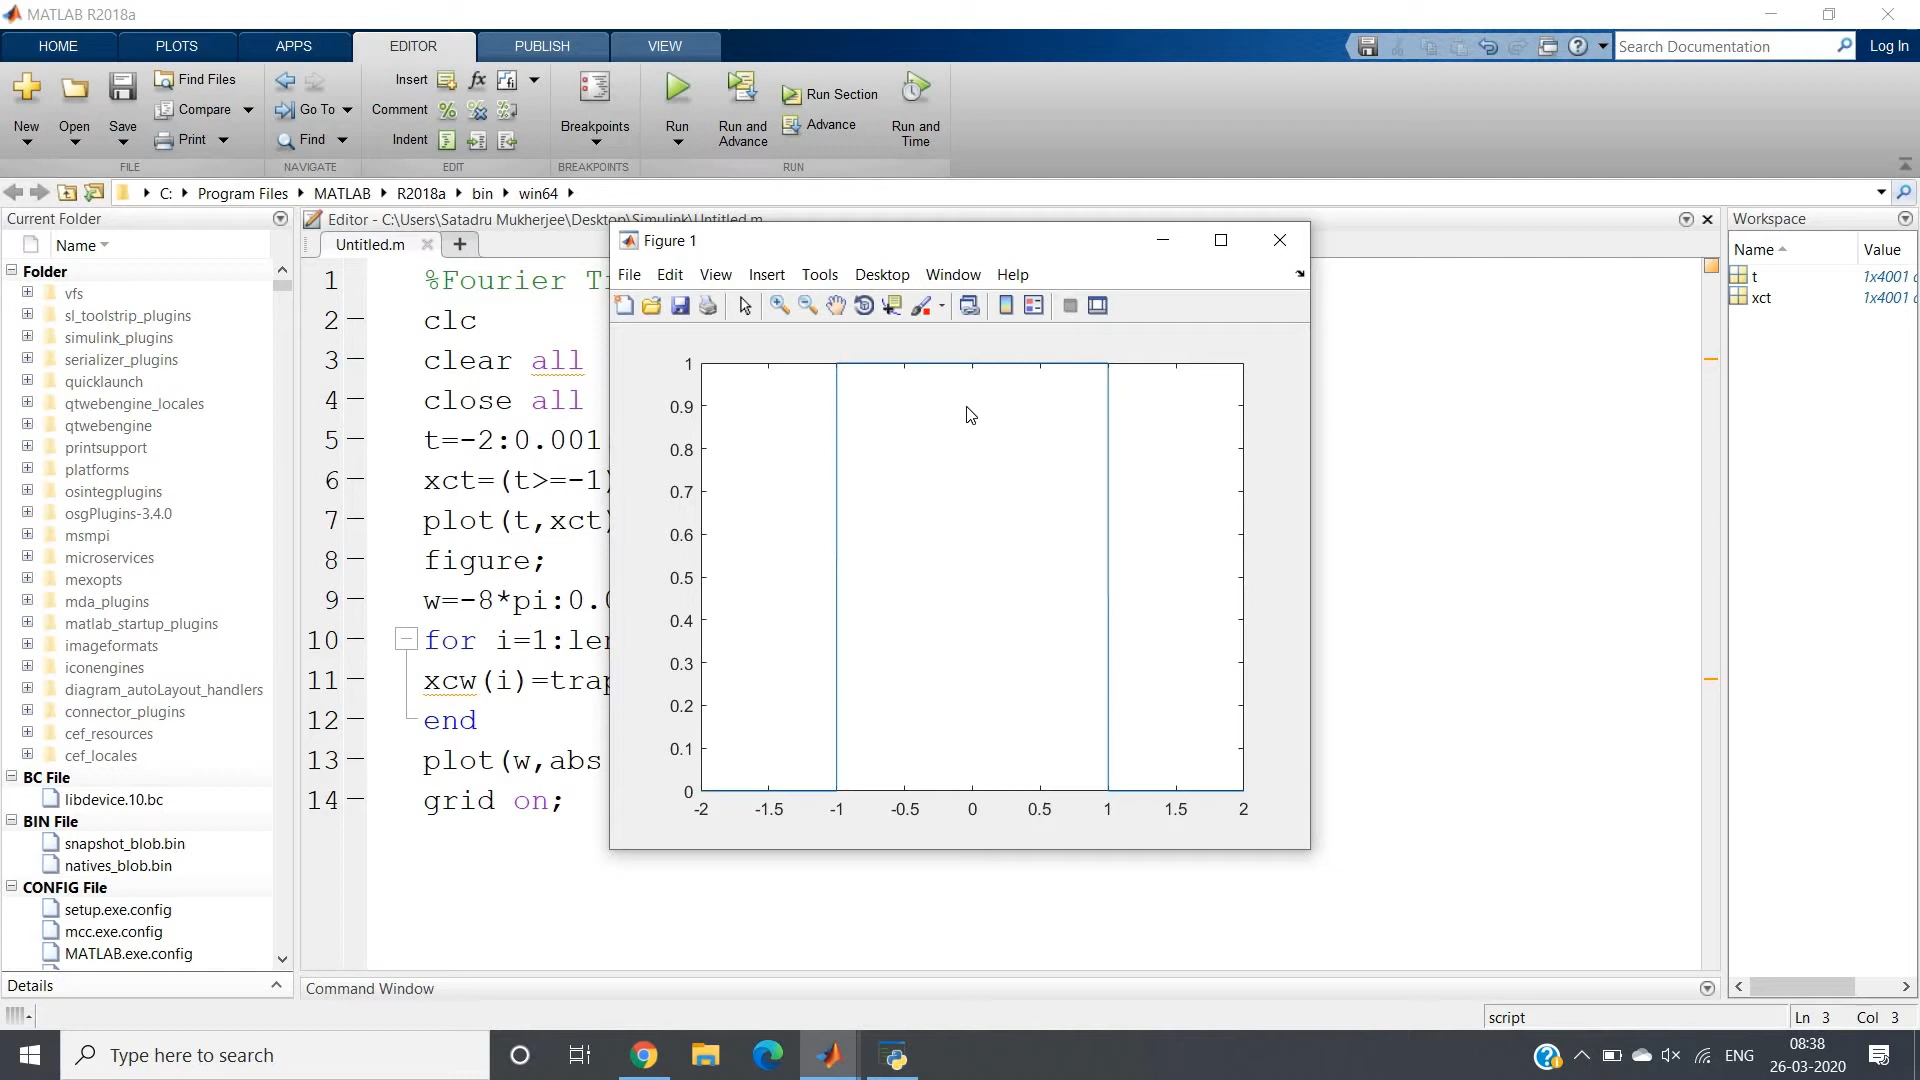 MATLAB R2018a
HOME PLOTS APPS EDITOR PUBLISH VIEW
Search Documentation
Log In
New
Open
Save
Find Files
Compare
Print
FILE
Go To
Find
NAVIGATE
Insert
Comment
Indent
EDIT
Breakpoints
BREAKPOINTS
Run
Run and
Advance
Run Section
Advance
Run and
Time
RUN
C: Program Files MATLAB R2018a bin win64
Current Folder
Name
Folder
vfs
sl_toolstrip_plugins
simulink_plugins
serializer_plugins
quicklaunch
qtwebengine_locales
qtwebengine
printsupport
platforms
osintegplugins
osgPlugins-3.4.0
msmpi
microservices
mexopts
mda_plugins
matlab_startup_plugins
imageformats
iconengines
diagram_autoLayout_handlers
connector_plugins
cef_resources
cef_locales
BC File
libdevice.10.bc
BIN File
snapshot_blob.bin
natives_blob.bin
CONFIG File
setup.exe.config
mcc.exe.config
MATLAB.exe.config
Details
Editor - C:\Users\Satadru Mukherjee\Desktop\Simulink\Untitled.m
Untitled.m
1 %Fourier
2 clc
3 clear all
4 close all
5 t=-2:0.001
6 xct=(t>=-1)
7 plot(t,xct)
8 figure;
9 w=-8*pi:0.
10 for i=1:len
11 xcw(i)=trap
12 end
13 plot(w,abs
14 grid on;
Figure 1
File Edit View Insert Tools Desktop Window Help
1
0.9
0.8
0.7
0.6
0.5
0.4
0.3
0.2
0.1
0
-2 -1.5 -1 -0.5 0 0.5 1 1.5 2
Workspace
Name Value
t 1x4001
xct 1x4001
Command Window
script
Ln 3 Col 3
Type here to search
ENG
08:38
26-03-2020